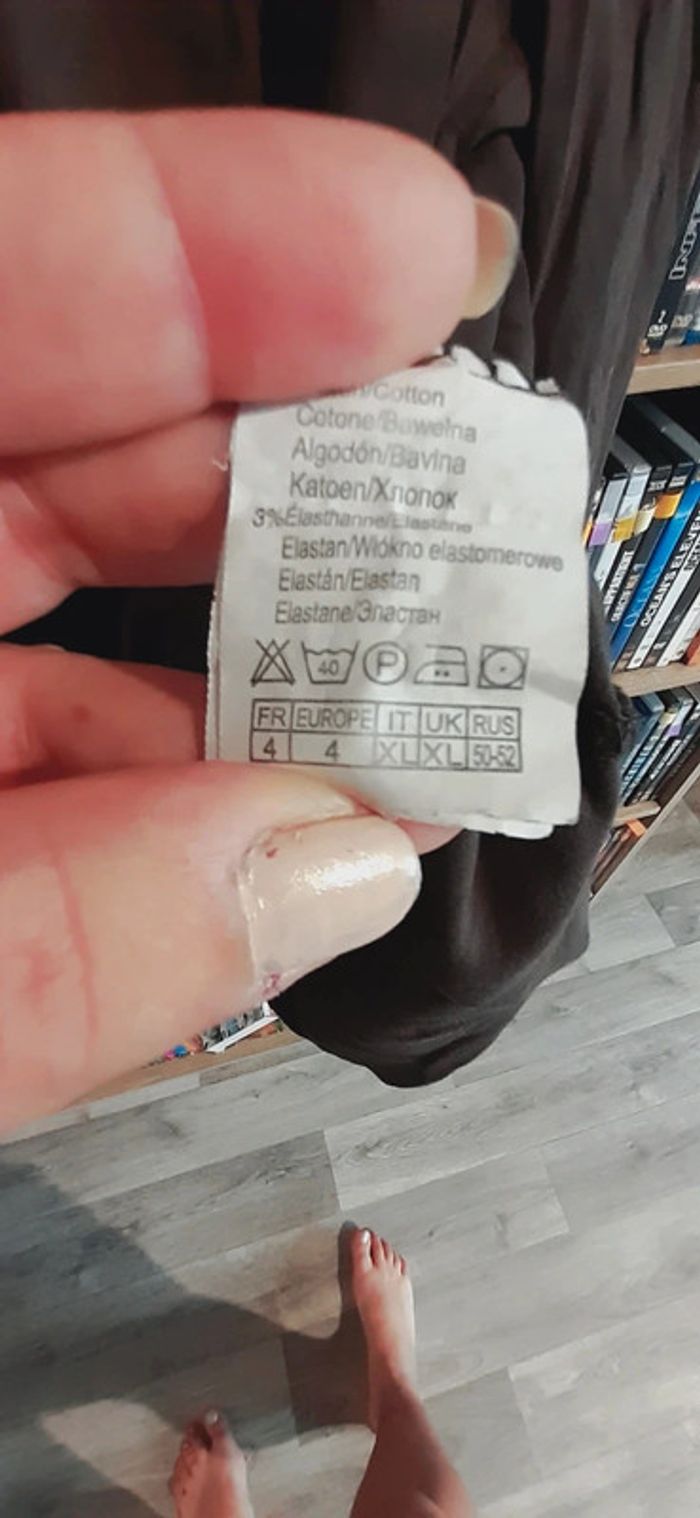 /Cotton
Cotone/Bawełna
Algodón/Bavlna
Katoen/Хлопок
3%Élasthanne/Elastane
Elastan/Włókno elastomerowe
Elastán/Elastan
Elastane/Эластан
40 P
FR EUROPE IT UK RUS
4 4 XL XL 50-52